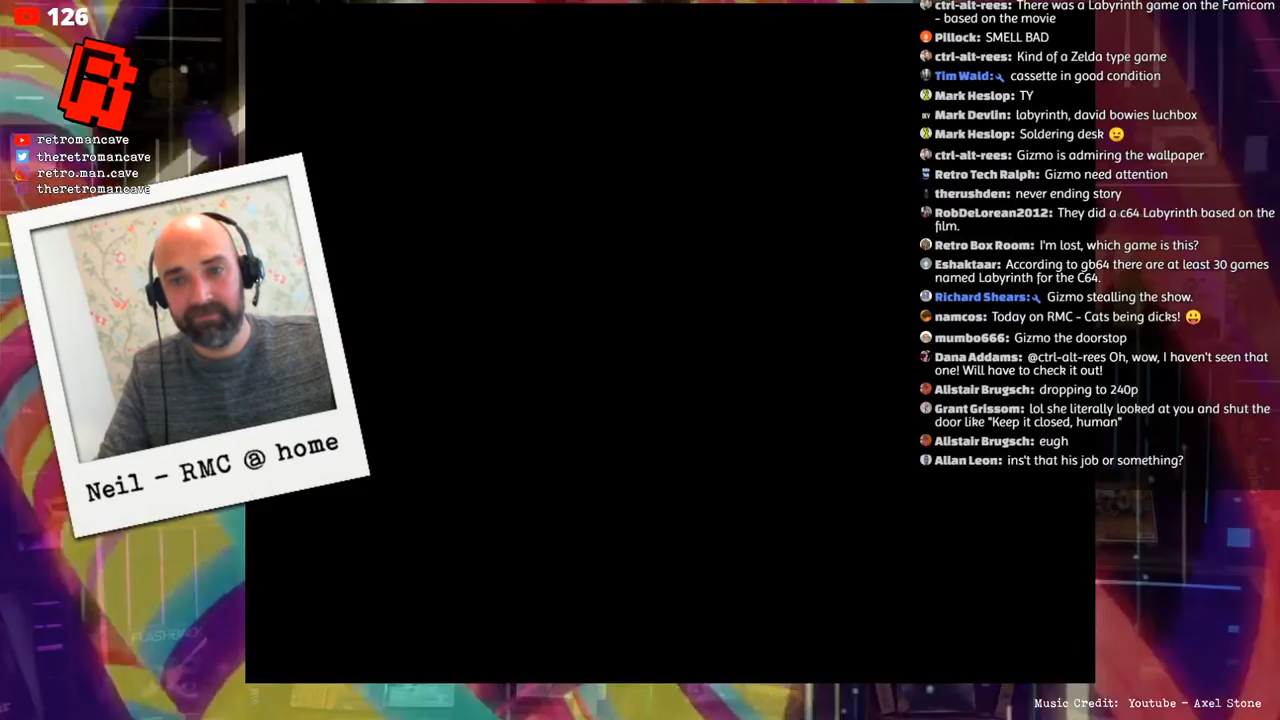 126
R
retromancave
theretromancave
retro.man.cave
theretromancave
Neil - RMC @ home
ctrl-alt-rees: There was a Labyrinth game on the Famicom
- based on the movie
Pillock: SMELL BAD
ctrl-alt-rees: Kind of a Zelda type game
Tim Wald: cassette in good condition
Mark Heslop: TY
Mark Devlin: labyrinth, david bowies luchbox
Mark Heslop: Soldering desk 😉
ctrl-alt-rees: Gizmo is admiring the wallpaper
Retro Tech Ralph: Gizmo need attention
therushden: never ending story
RobDeLorean2012: They did a c64 Labyrinth based on the
film.
Retro Box Room: I'm lost, which game is this?
Eshaktaar: According to gb64 there are at least 30 games
named Labyrinth for the C64.
Richard Shears: Gizmo stealling the show.
namcos: Today on RMC - Cats being dicks! 😛
mumbo666: Gizmo the doorstop
Dana Addams: @ctrl-alt-rees Oh, wow, I haven't seen that
one! Will have to check it out!
Alistair Brugsch: dropping to 240p
Grant Grissom: lol she literally looked at you and shut the
door like "Keep it closed, human"
Alistair Brugsch: eugh
Allan Leon: ins't that his job or something?
FLASHBACK
Music Credit: Youtube - Axel Stone